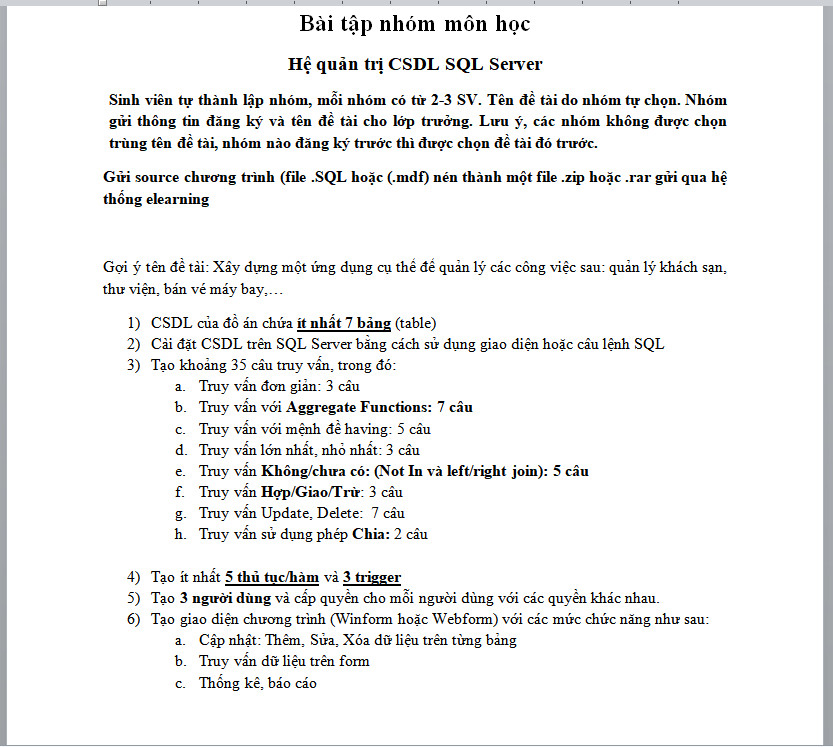 Bài tập nhóm môn học
Hệ quản trị CSDL SQL Server
Sinh viên tự thành lập nhóm, mỗi nhóm có từ 2-3 SV. Tên đề tài do nhóm tự chọn. Nhóm
gửi thông tin đăng ký và tên đề tài cho lớp trưởng. Lưu ý, các nhóm không được chọn
trùng tên đề tài, nhóm nào đăng ký trước thì được chọn đề tài đó trước.
Gửi source chương trình (file .SQL hoặc (.mdf) nén thành một file .zip hoặc .rar gửi qua hệ
thống elearning
Gợi ý tên đề tài: Xây dựng một ứng dụng cụ thể để quản lý các công việc sau: quản lý khách sạn,
thư viện, bán vé máy bay,…
1) CSDL của đồ án chứa ít nhất 7 bảng (table)
2) Cài đặt CSDL trên SQL Server bằng cách sử dụng giao diện hoặc câu lệnh SQL
3) Tạo khoảng 35 câu truy vấn, trong đó:
a. Truy vấn đơn giản: 3 câu
b. Truy vấn với Aggregate Functions: 7 câu
c. Truy vấn với mệnh đề having: 5 câu
d. Truy vấn lớn nhất, nhỏ nhất: 3 câu
e. Truy vấn Không/chưa có: (Not In và left/right join): 5 câu
f. Truy vấn Hợp/Giao/Trừ: 3 câu
g. Truy vấn Update, Delete: 7 câu
h. Truy vấn sử dụng phép Chia: 2 câu
4) Tạo ít nhất 5 thủ tục/hàm và 3 trigger
5) Tạo 3 người dùng và cấp quyền cho mỗi người dùng với các quyền khác nhau.
6) Tạo giao diện chương trình (Winform hoặc Webform) với các mức chức năng như sau:
a. Cập nhật: Thêm, Sửa, Xóa dữ liệu trên từng bảng
b. Truy vấn dữ liệu trên form
c. Thống kê, báo cáo